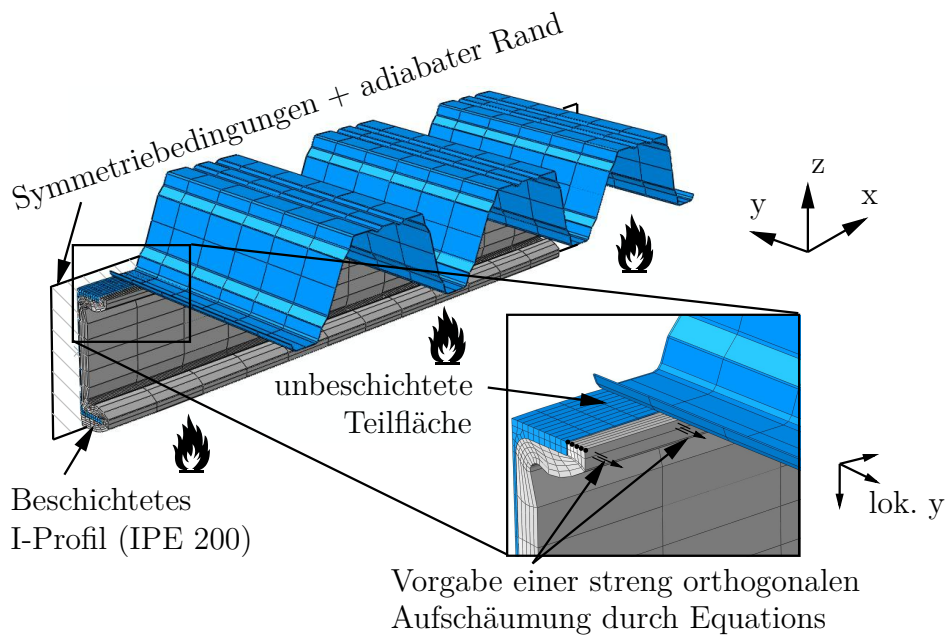 Symmetriebedingungen + adiabater Rand
z
y
x
unbeschichtete
Teilfläche
Beschichtetes
I-Profil (IPE 200)
lok. y
Vorgabe einer streng orthogonalen
Aufschäumung durch Equations